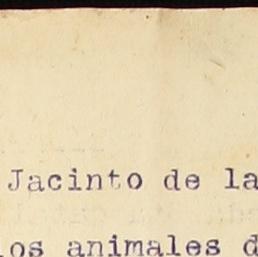 Jacinto de la
los animales d